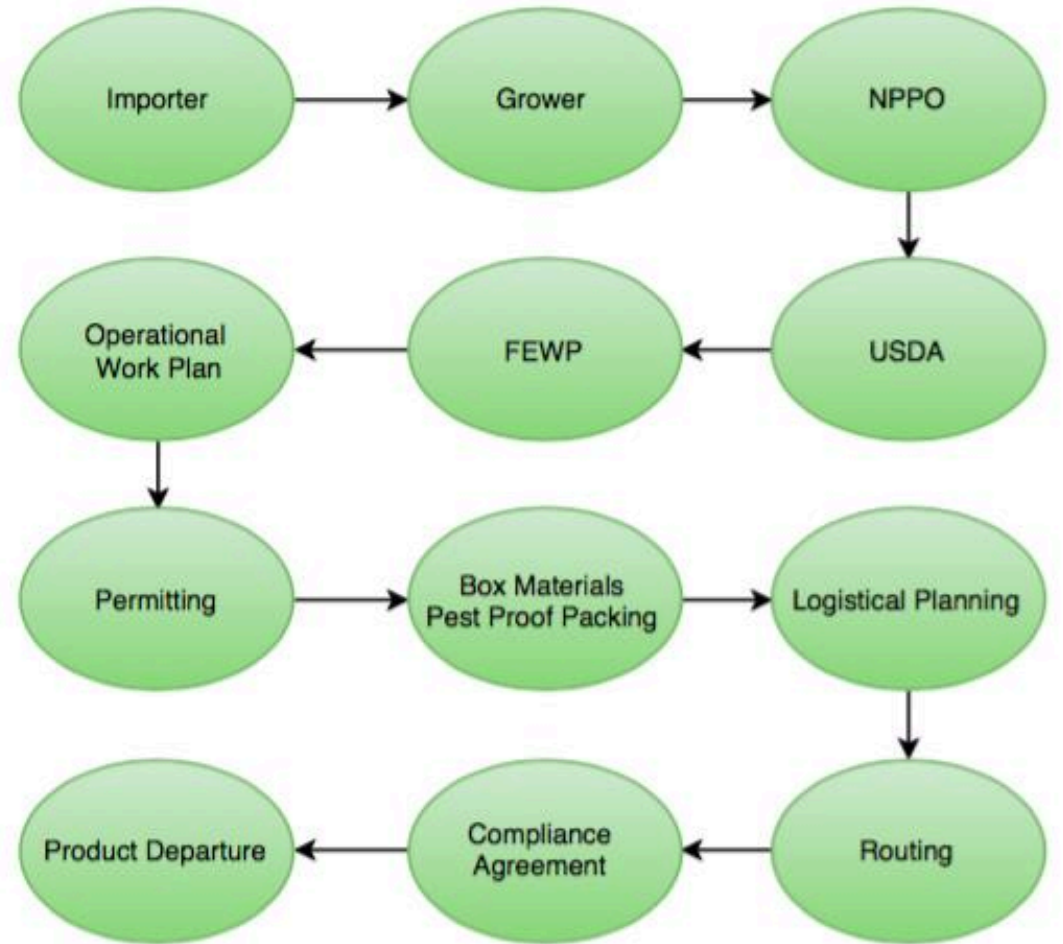 Importer
Grower
NPPO
USDA
FEWP
Operational
Work Plan
Permitting
Box Materials
Pest Proof Packing
Logistical Planning
Routing
Compliance
Agreement
Product Departure